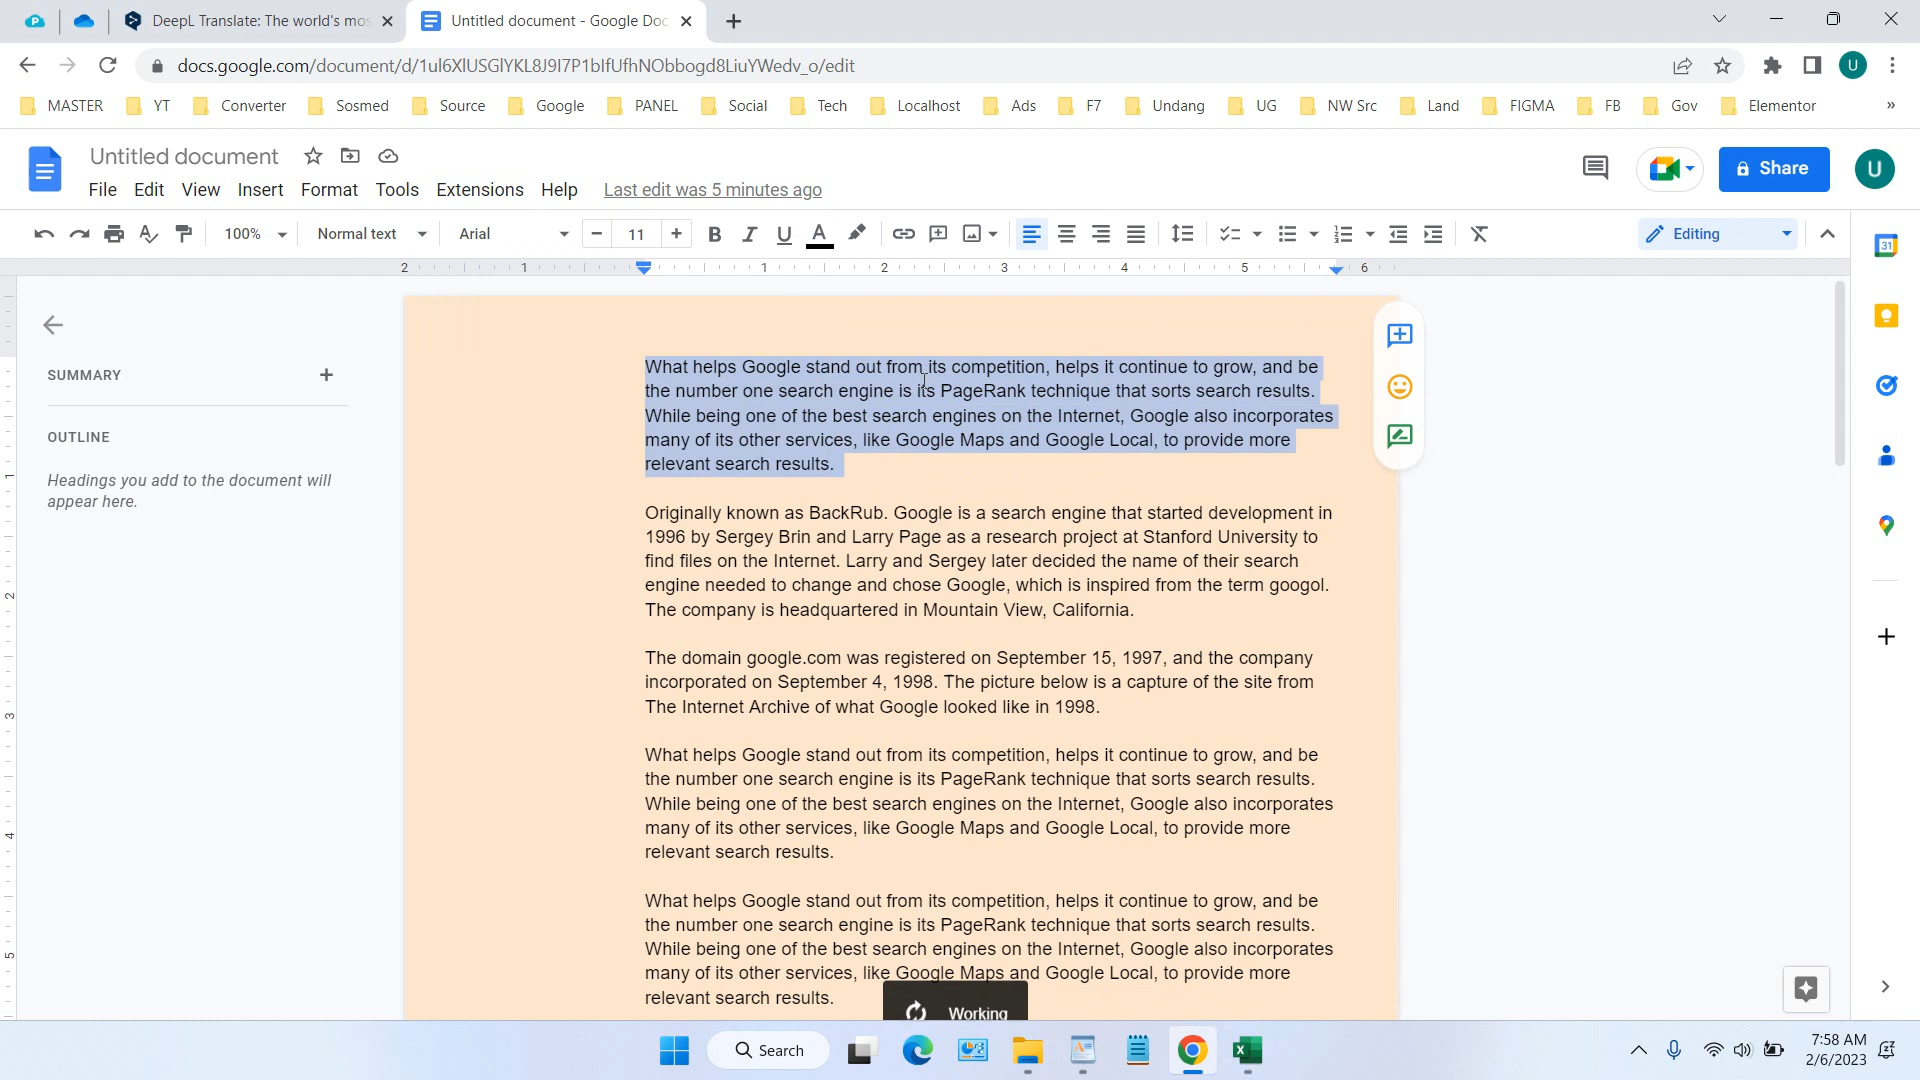 DeepL Translate: The world's mos
Untitled document - Google Doc
docs.google.com/document/d/1ul6XlUSGlYKL8J9I7P1blfUfhNObbogd8LiuYWedv_o/edit
MASTER YT Converter Sosmed Source Google PANEL Social Tech Localhost Ads F7 Undang UG NW Src Land FIGMA FB Gov Elementor »
Untitled document
Share
U
File Edit View Insert Format Tools Extensions Help Last edit was 5 minutes ago
100% Normal text Arial 11 B I U A Editing
2 1 1 2 3 4 5 6
31
SUMMARY
OUTLINE
Headings you add to the document will
appear here.
1
2
3
4
5
What helps Google stand out from its competition, helps it continue to grow, and be
the number one search engine is its PageRank technique that sorts search results.
While being one of the best search engines on the Internet, Google also incorporates
many of its other services, like Google Maps and Google Local, to provide more
relevant search results.
Originally known as BackRub. Google is a search engine that started development in
1996 by Sergey Brin and Larry Page as a research project at Stanford University to
find files on the Internet. Larry and Sergey later decided the name of their search
engine needed to change and chose Google, which is inspired from the term googol.
The company is headquartered in Mountain View, California.
The domain google.com was registered on September 15, 1997, and the company
incorporated on September 4, 1998. The picture below is a capture of the site from
The Internet Archive of what Google looked like in 1998.
What helps Google stand out from its competition, helps it continue to grow, and be
the number one search engine is its PageRank technique that sorts search results.
While being one of the best search engines on the Internet, Google also incorporates
many of its other services, like Google Maps and Google Local, to provide more
relevant search results.
What helps Google stand out from its competition, helps it continue to grow, and be
the number one search engine is its PageRank technique that sorts search results.
While being one of the best search engines on the Internet, Google also incorporates
many of its other services, like Google Maps and Google Local, to provide more
relevant search results.
Working
Search
7:58 AM
2/6/2023